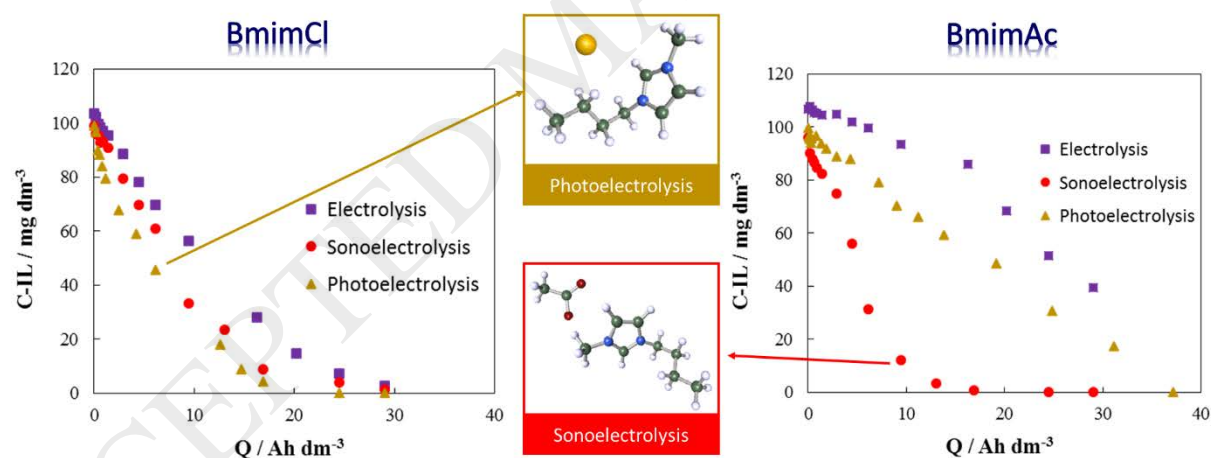 BmimCl
C-IL / mg dm-3
120
100
80
60
40
20
0
0
10
20
30
40
Q / Ah dm-3
Electrolysis
Sonoelectrolysis
Photoelectrolysis
Photoelectrolysis
Sonoelectrolysis
BmimAc
C-IL / mg dm-3
120
100
80
60
40
20
0
0
10
20
30
40
Q / Ah dm-3
Electrolysis
Sonoelectrolysis
Photoelectrolysis
CEPTED MA